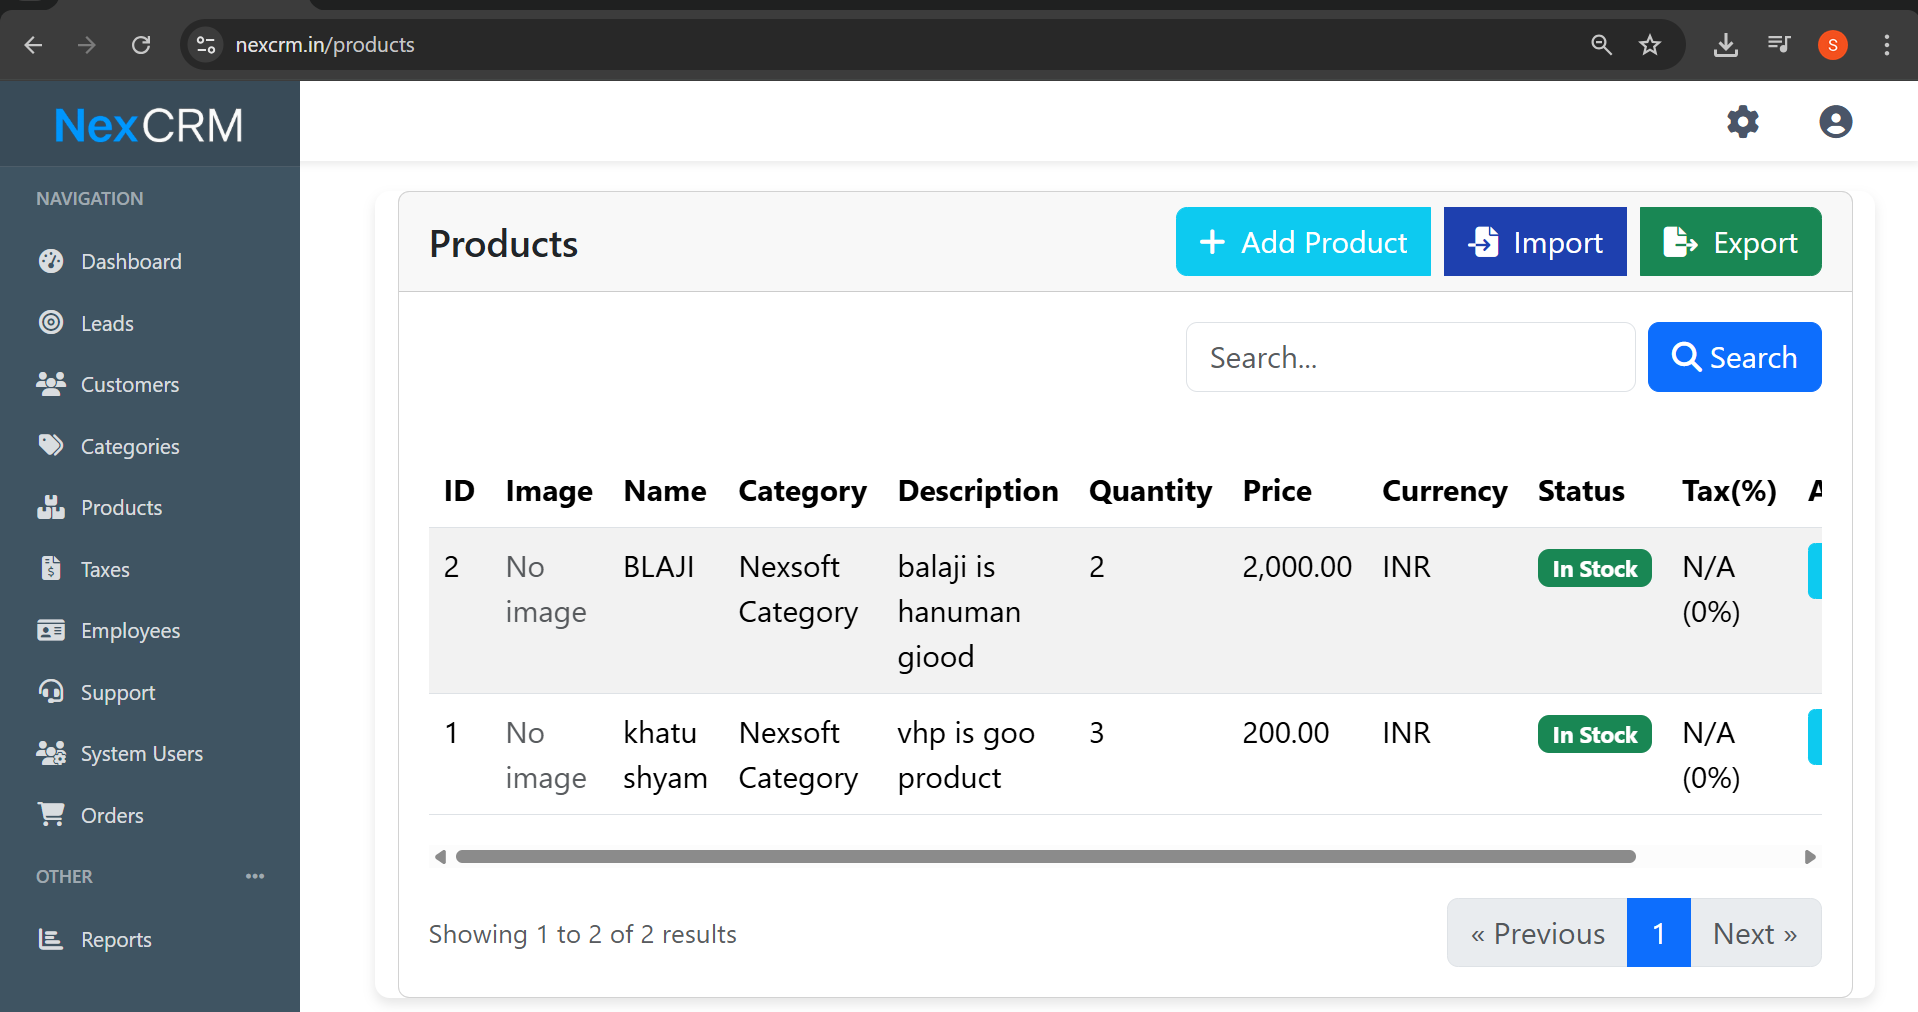 nexcrm.in/products
S
NexCRM
NAVIGATION
Dashboard
Leads
Customers
Categories
Products
Taxes
Employees
Support
System Users
Orders
OTHER
Reports
Products
Add Product
Import
Export
Search...
Search
ID Image Name Category Description Quantity Price Currency Status Tax(%)
2 No image BLAJI Nexsoft Category balaji is hanuman giood 2 2,000.00 INR In Stock N/A (0%)
1 No image khatu shyam Nexsoft Category vhp is goo product 3 200.00 INR In Stock N/A (0%)
Showing 1 to 2 of 2 results
« Previous 1 Next »